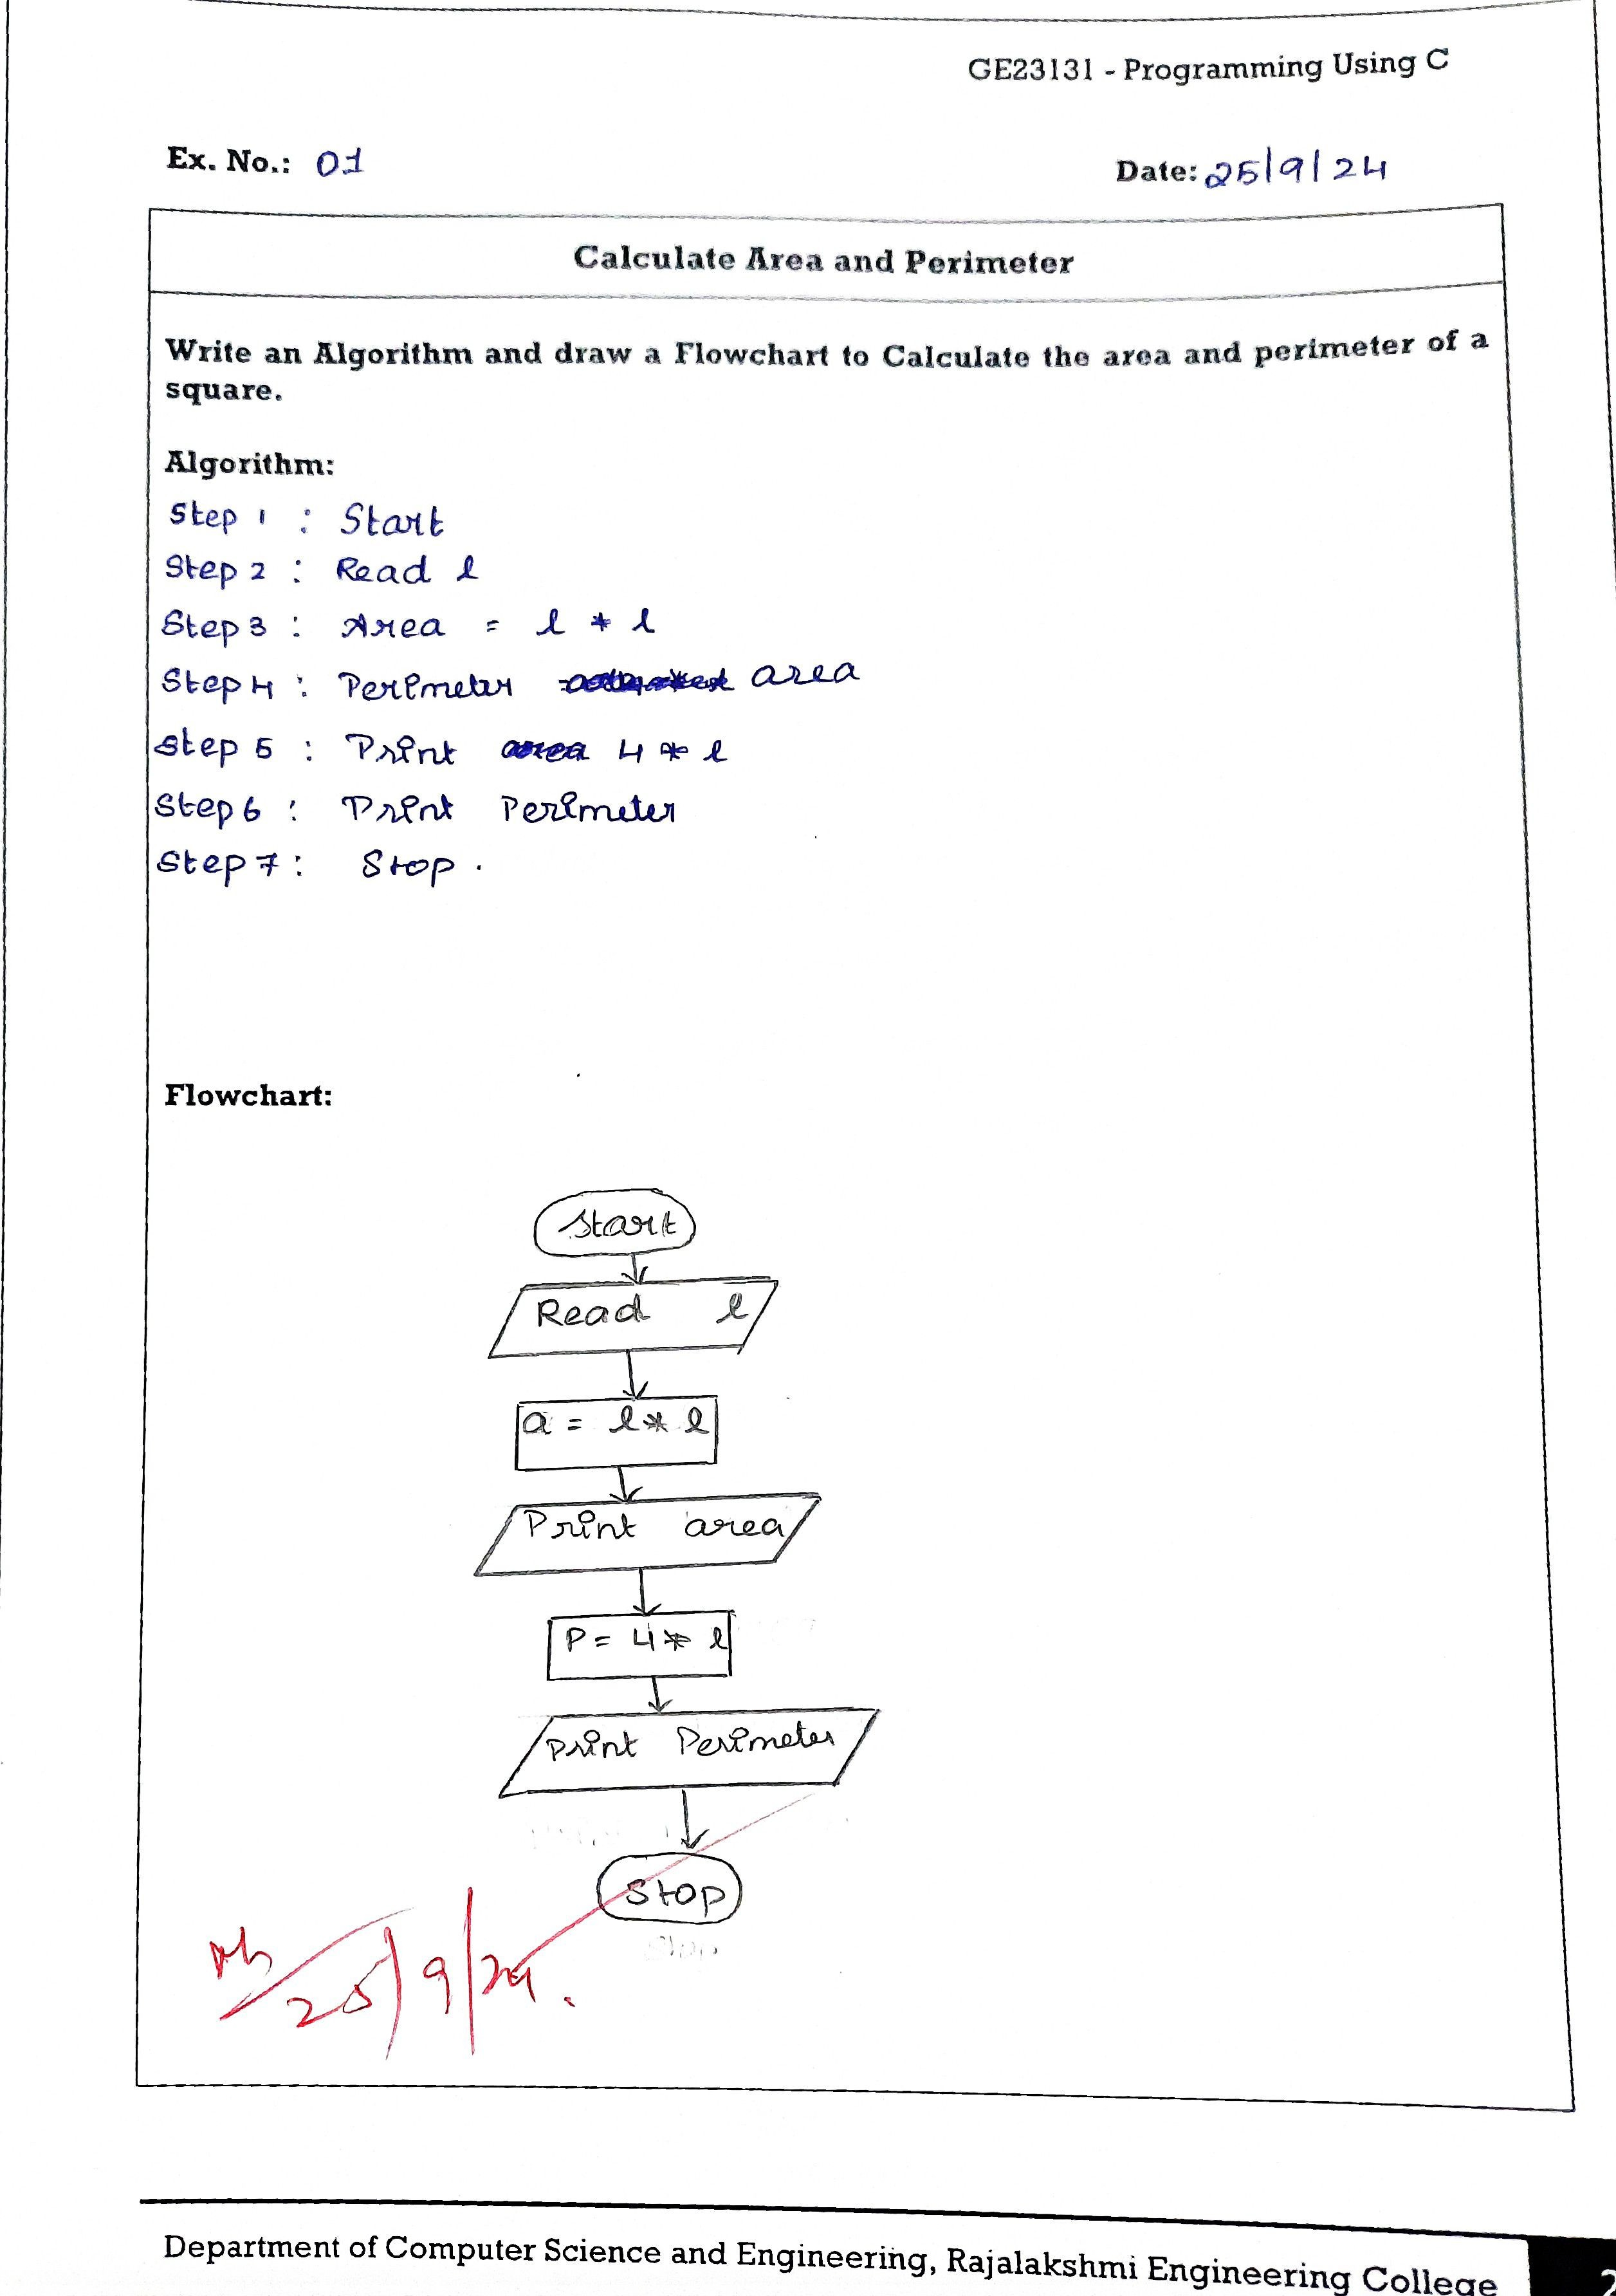 GE23131 - Programming Using C
Ex. No.: 01
Date: 25/9/24
Calculate Area and Perimeter
Write an Algorithm and draw a Flowchart to Calculate the area and perimeter of a
square.
Algorithm:
Step 1 : Start
Step 2 : Read l
Step 3 : Area = l * l
Step 4 : Perimeter area
Step 5 : Print area 4 * l
Step 6 : Print Perimeter
Step 7 : Stop.
Flowchart:
Start
Read l
a = l * l
Print area
P = 4 * l
Print Perimeter
Stop
25/9/24.
Department of Computer Science and Engineering, Rajalakshmi Engineering College